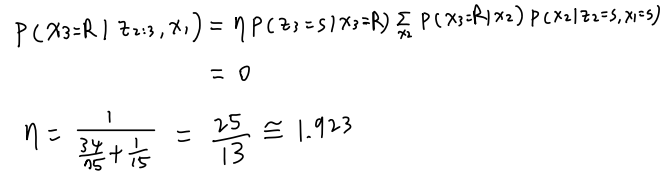 P(X3=R | Z2:3, X1) = η P(Z3=S | X3=R) Σx2 P(X3=R | X2) P(X2 | Z2=S, X1=S)
= 0
η = 1 / (34/75 + 1/15) = 25/13 ≅ 1.923